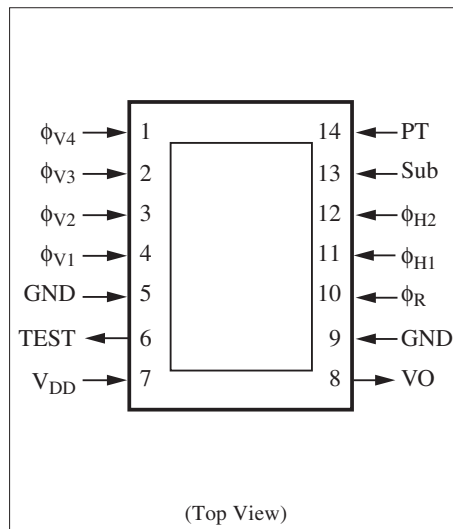 ϕV4 1 14 PT
ϕV3 2 13 Sub
ϕV2 3 12 ϕH2
ϕV1 4 11 ϕH1
GND 5 10 ϕR
TEST 6 9 GND
VDD 7 8 VO
(Top View)